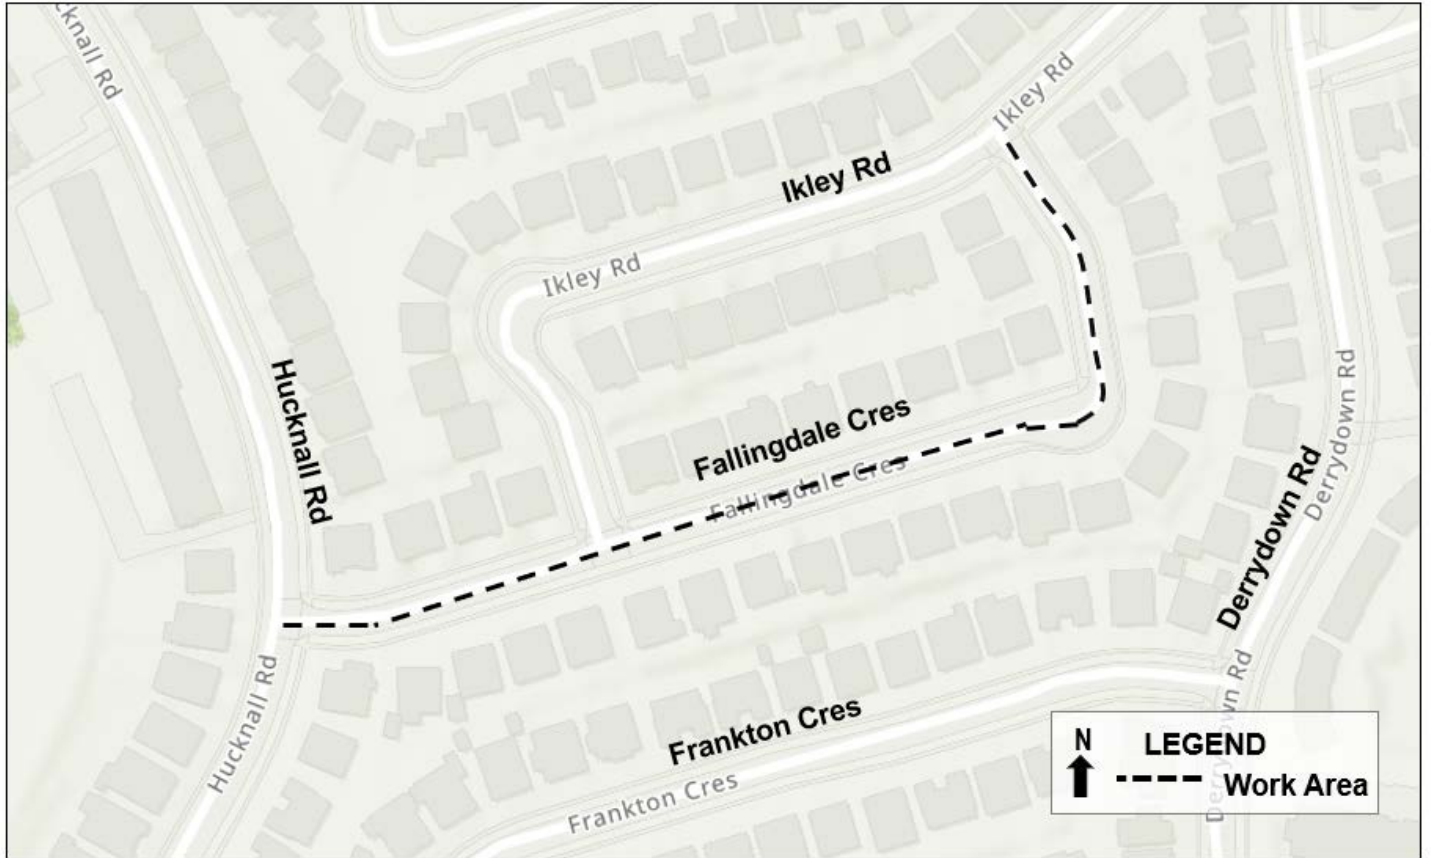 cknall Rd
Ikley Rd
Ikley Rd
Ikley Rd
Hucknall Rd
Fallingdale Cres
Fallingdale Cres
Derrydown Rd
Derrydown Rd
Hucknall Rd
Frankton Cres
Frankton Cres
Derrydown Rd
N
LEGEND
Work Area